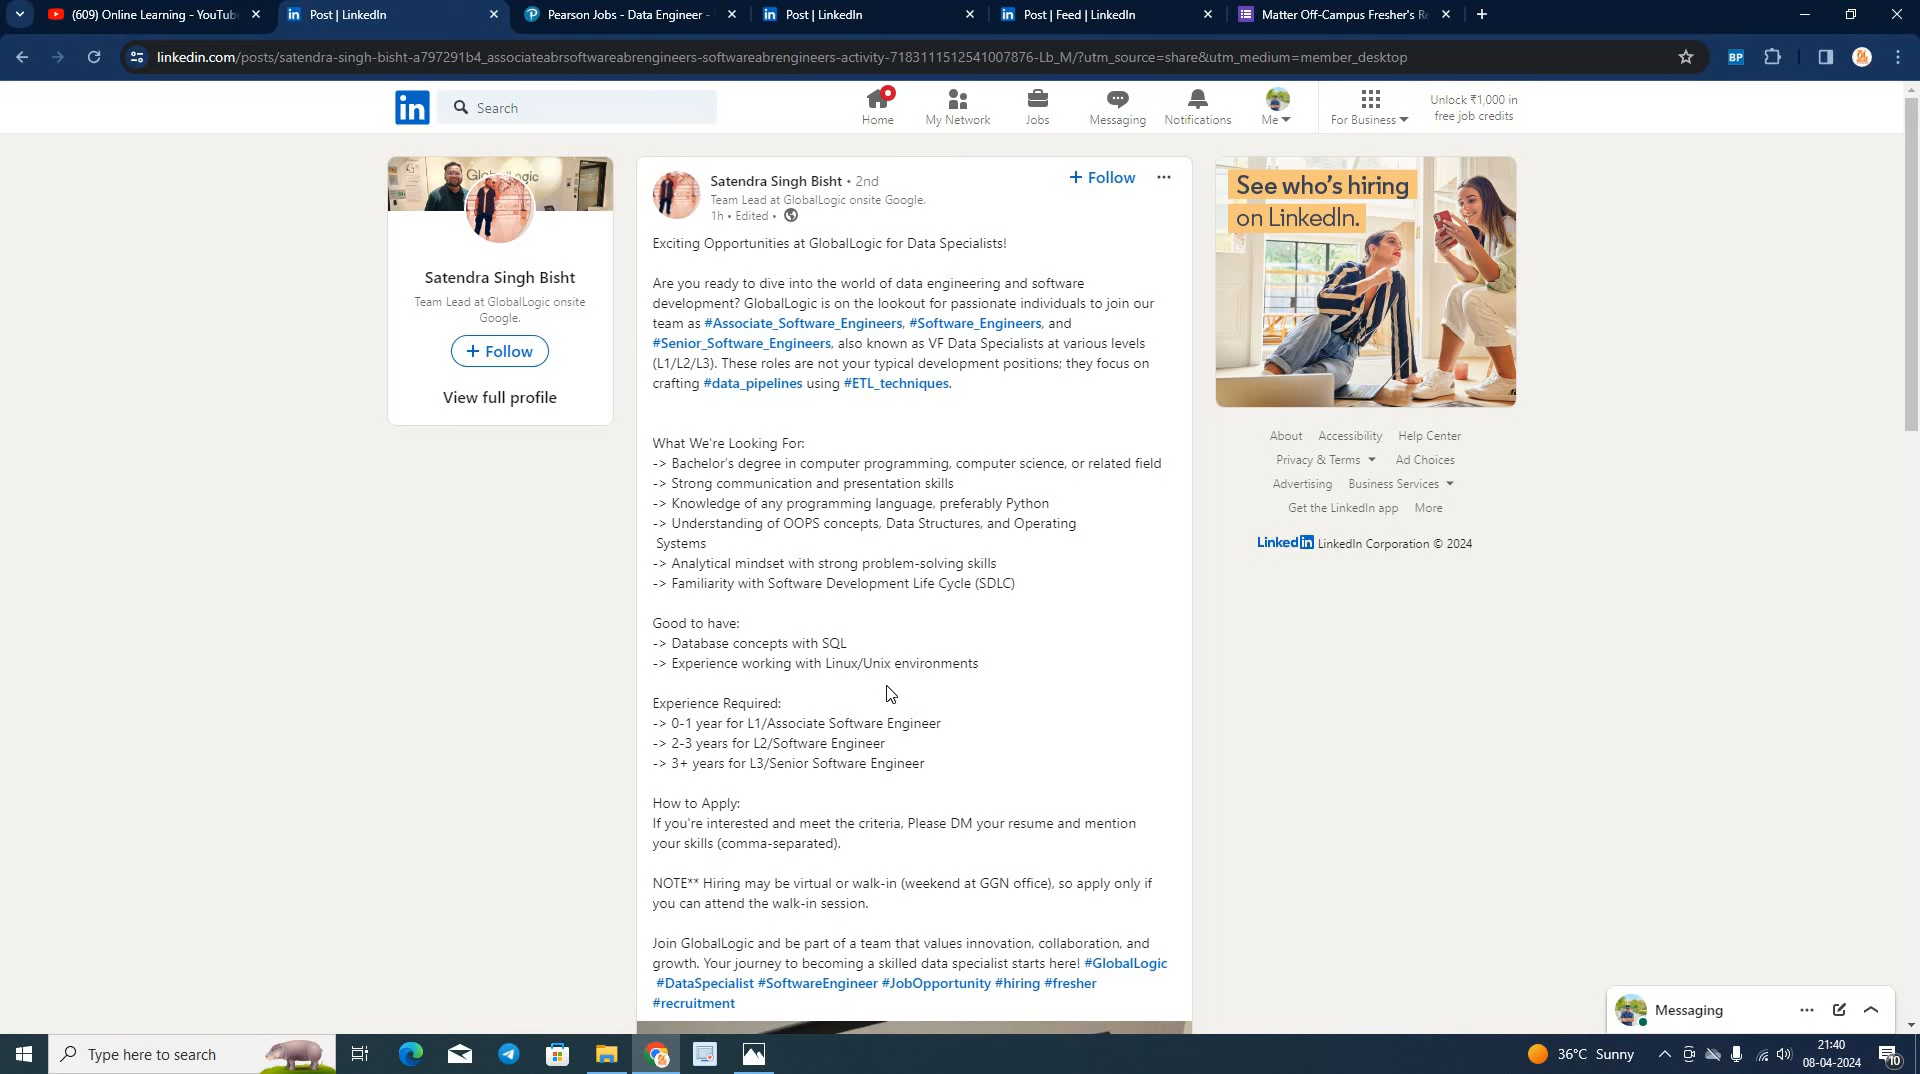 (609) Online Learning - YouTub
Post | LinkedIn
Pearson Jobs - Data Engineer -
Post | LinkedIn
Post | Feed | LinkedIn
Matter Off-Campus Fresher's Re
linkedin.com/posts/satendra-singh-bisht-a797291b4_associateabrsoftwareabrengineers-softwareabrengineers-activity-7183111512541007876-Lb_M/?utm_source=share&utm_medium=member_desktop
BP
in
Search
Home
My Network
Jobs
Messaging
Notifications
Me
For Business
Unlock ₹1,000 in
free job credits
GlobalLogic
Satendra Singh Bisht
Team Lead at GlobalLogic onsite
Google.
+ Follow
View full profile
Satendra Singh Bisht • 2nd
Team Lead at GlobalLogic onsite Google.
1h • Edited •
+ Follow
Exciting Opportunities at GlobalLogic for Data Specialists!
Are you ready to dive into the world of data engineering and software
development? GlobalLogic is on the lookout for passionate individuals to join our
team as #Associate_Software_Engineers, #Software_Engineers, and
#Senior_Software_Engineers, also known as VF Data Specialists at various levels
(L1/L2/L3). These roles are not your typical development positions; they focus on
crafting #data_pipelines using #ETL_techniques.
What We're Looking For:
-> Bachelor's degree in computer programming, computer science, or related field
-> Strong communication and presentation skills
-> Knowledge of any programming language, preferably Python
-> Understanding of OOPS concepts, Data Structures, and Operating
Systems
-> Analytical mindset with strong problem-solving skills
-> Familiarity with Software Development Life Cycle (SDLC)
Good to have:
-> Database concepts with SQL
-> Experience working with Linux/Unix environments
Experience Required:
-> 0-1 year for L1/Associate Software Engineer
-> 2-3 years for L2/Software Engineer
-> 3+ years for L3/Senior Software Engineer
How to Apply:
If you're interested and meet the criteria, Please DM your resume and mention
your skills (comma-separated).
NOTE** Hiring may be virtual or walk-in (weekend at GGN office), so apply only if
you can attend the walk-in session.
Join GlobalLogic and be part of a team that values innovation, collaboration, and
growth. Your journey to becoming a skilled data specialist starts here! #GlobalLogic
#DataSpecialist #SoftwareEngineer #JobOpportunity #hiring #fresher
#recruitment
See who's hiring
on LinkedIn.
About Accessibility Help Center
Privacy & Terms Ad Choices
Advertising Business Services
Get the LinkedIn app More
LinkedIn LinkedIn Corporation © 2024
Messaging
Type here to search
36°C Sunny
21:40
08-04-2024
10